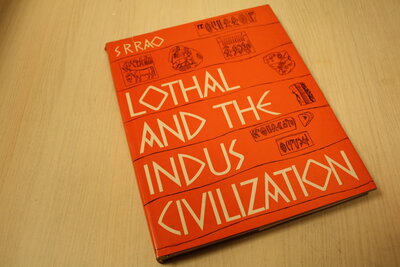 S R RAO
LOTHAL
AND THE
INDUS
CIVILIZATION